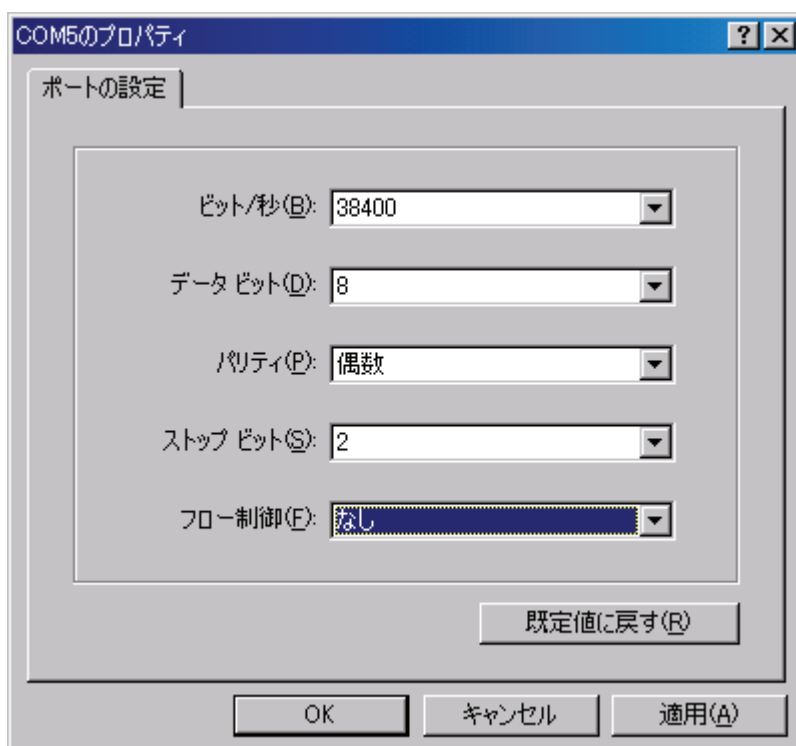 COM5のプロパティ
ポートの設定
ビット/秒(B): 38400
データ ビット(D): 8
パリティ(P): 偶数
ストップ ビット(S): 2
フロー制御(F): なし
既定値に戻す(R)
OK キャンセル 適用(A)